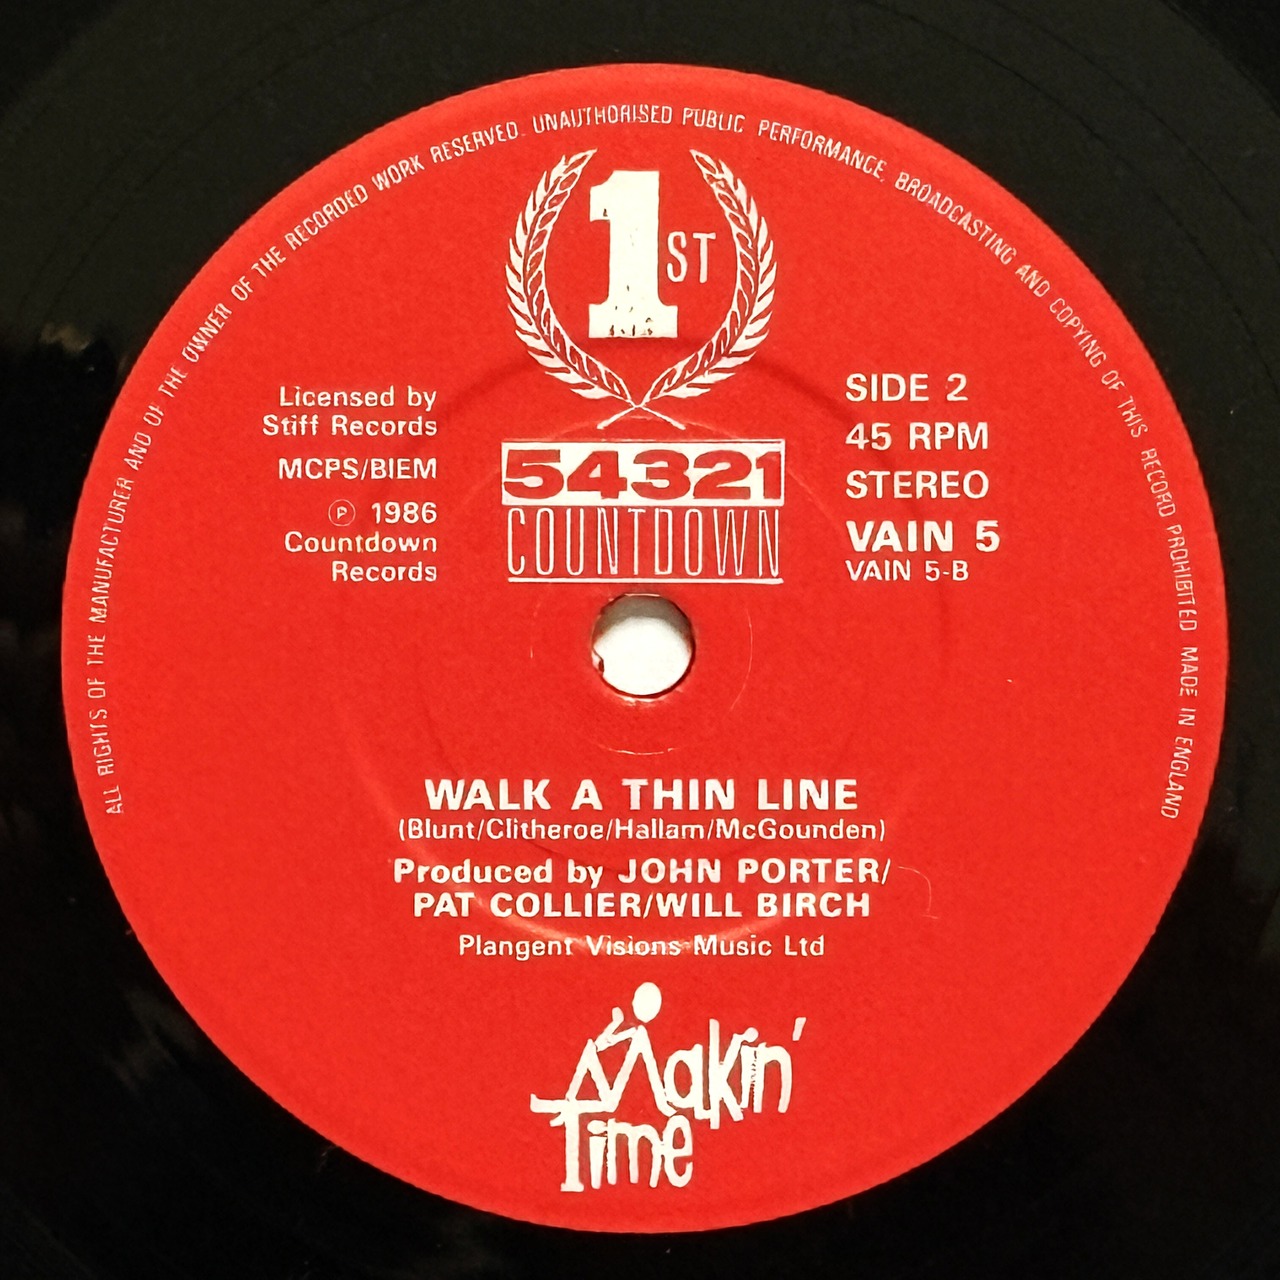 ALL RIGHTS OF THE MANUFACTURER AND OF THE OWNER OF THE RECORDED WORK RESERVED. UNAUTHORISED PUBLIC PERFORMANCE, BROADCASTING AND COPYING OF THIS RECORD PROHIBITED MADE IN ENGLAND
1ST
54321
COUNTDOWN
Licensed by
Stiff Records
MCPS/BIEM
Ⓟ 1986
Countdown
Records
SIDE 2
45 RPM
STEREO
VAIN 5
VAIN 5-B
WALK A THIN LINE
(Blunt/Clitheroe/Hallam/McGounden)
Produced by JOHN PORTER/
PAT COLLIER/WILL BIRCH
Plangent Visions Music Ltd
Makin'
Time